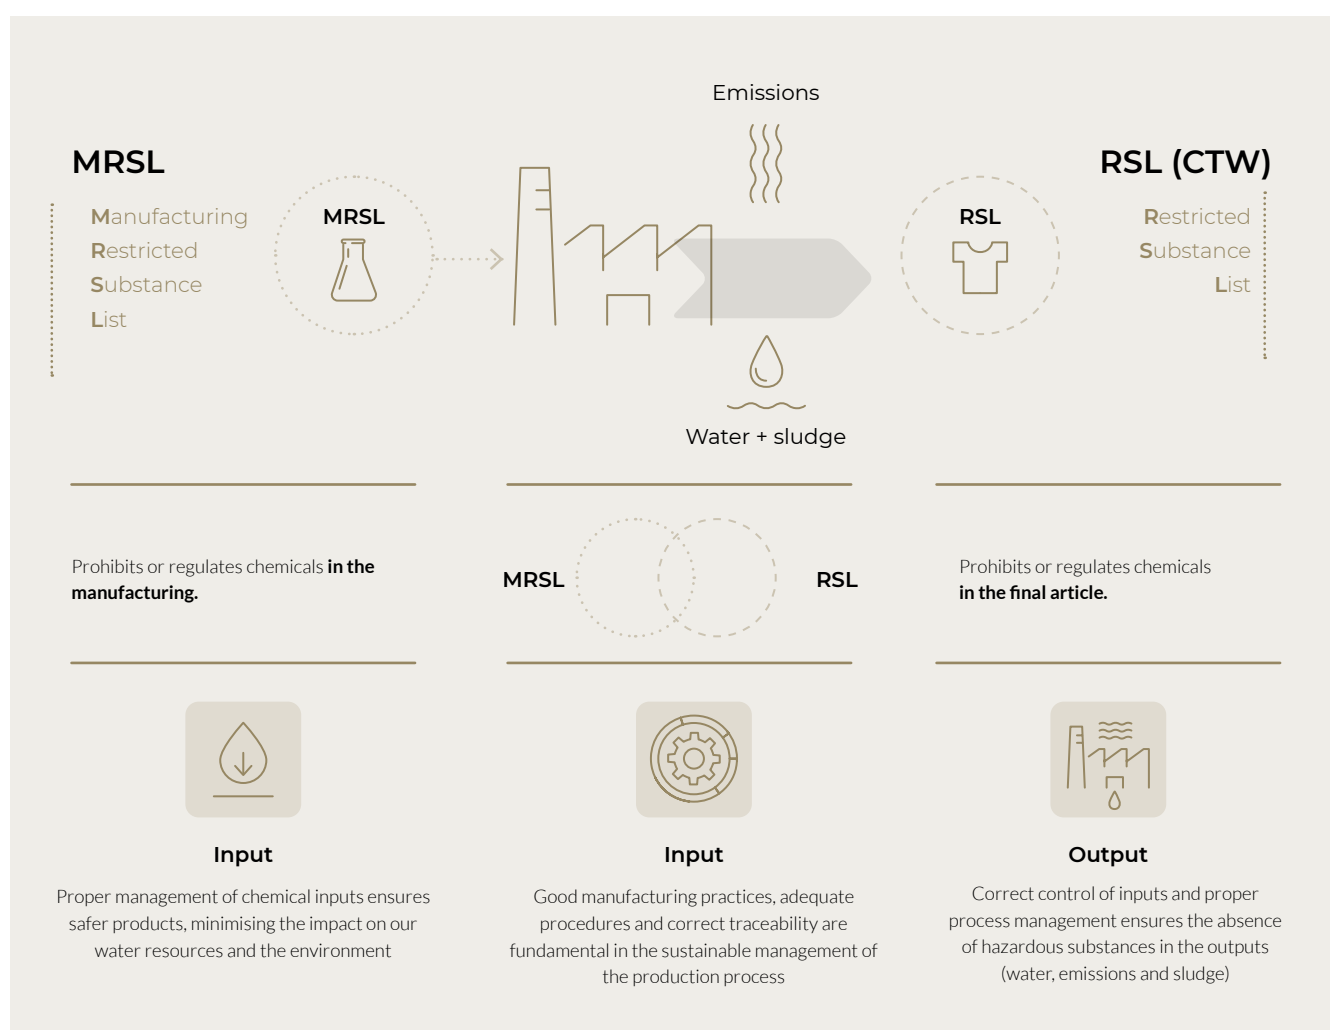 Emissions
MRSL
Manufacturing
Restricted
Substance
List
MRSL
RSL
RSL (CTW)
Restricted
Substance
List
Water + sludge
Prohibits or regulates chemicals in the
manufacturing.
MRSL
RSL
Prohibits or regulates chemicals
in the final article.
Input
Proper management of chemical inputs ensures
safer products, minimising the impact on our
water resources and the environment
Input
Good manufacturing practices, adequate
procedures and correct traceability are
fundamental in the sustainable management of
the production process
Output
Correct control of inputs and proper
process management ensures the absence
of hazardous substances in the outputs
(water, emissions and sludge)